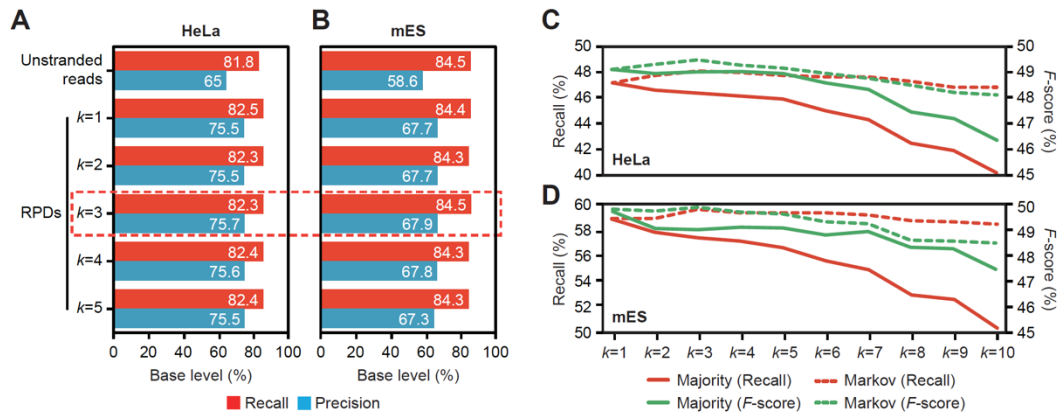 A
HeLa
B
mES
Unstranded reads
81.8
65
84.5
58.6
RPDs
k=1
82.5
75.5
84.4
67.7
k=2
82.3
75.5
84.3
67.7
k=3
82.3
75.7
84.5
67.9
k=4
82.4
75.6
84.3
67.8
k=5
82.4
75.5
84.3
67.3
0 20 40 60 80 100
0 20 40 60 80 100
Base level (%)
Base level (%)
Recall Precision
C
Recall (%)
50
48
46
44
42
40
HeLa
50
49
48
47
46
45
F-score (%)
D
Recall (%)
60
58
56
54
52
50
mES
50
49
48
47
46
45
F-score (%)
k=1 k=2 k=3 k=4 k=5 k=6 k=7 k=8 k=9 k=10
Majority (Recall) Markov (Recall)
Majority (F-score) Markov (F-score)